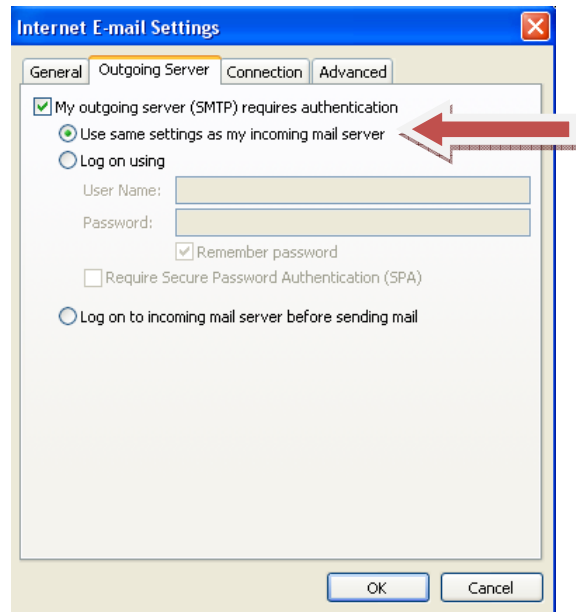 Internet E-mail Settings
General Outgoing Server Connection Advanced
My outgoing server (SMTP) requires authentication
Use same settings as my incoming mail server
Log on using
User Name:
Password:
Remember password
Require Secure Password Authentication (SPA)
Log on to incoming mail server before sending mail
OK Cancel